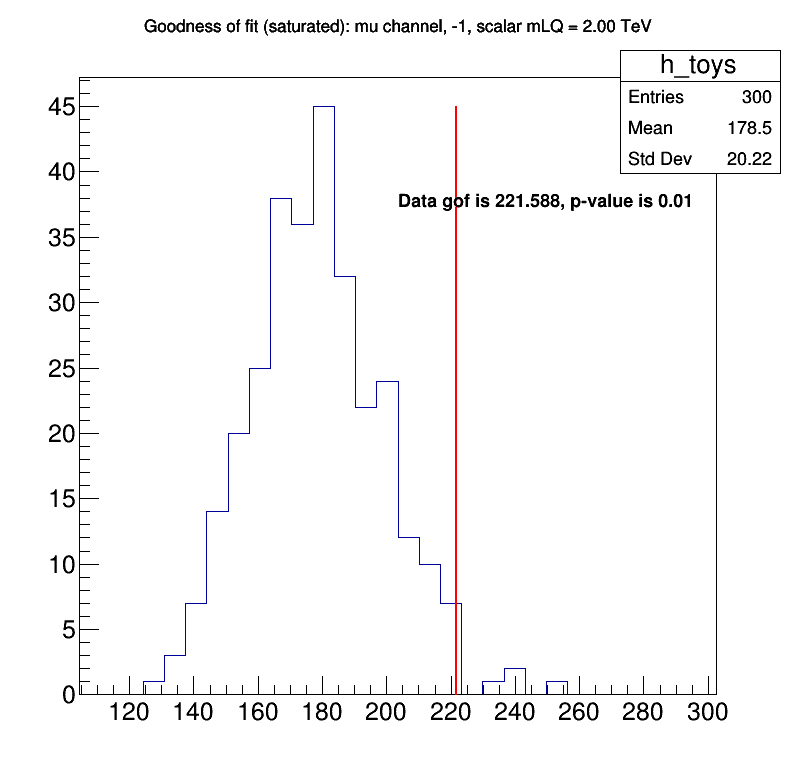 Goodness of fit (saturated): mu channel, -1, scalar mLQ = 2.00 TeV
h_toys
Entries 300
Mean 178.5
Std Dev 20.22
Data gof is 221.588, p-value is 0.01
45
40
35
30
25
20
15
10
5
0
120 140 160 180 200 220 240 260 280 300